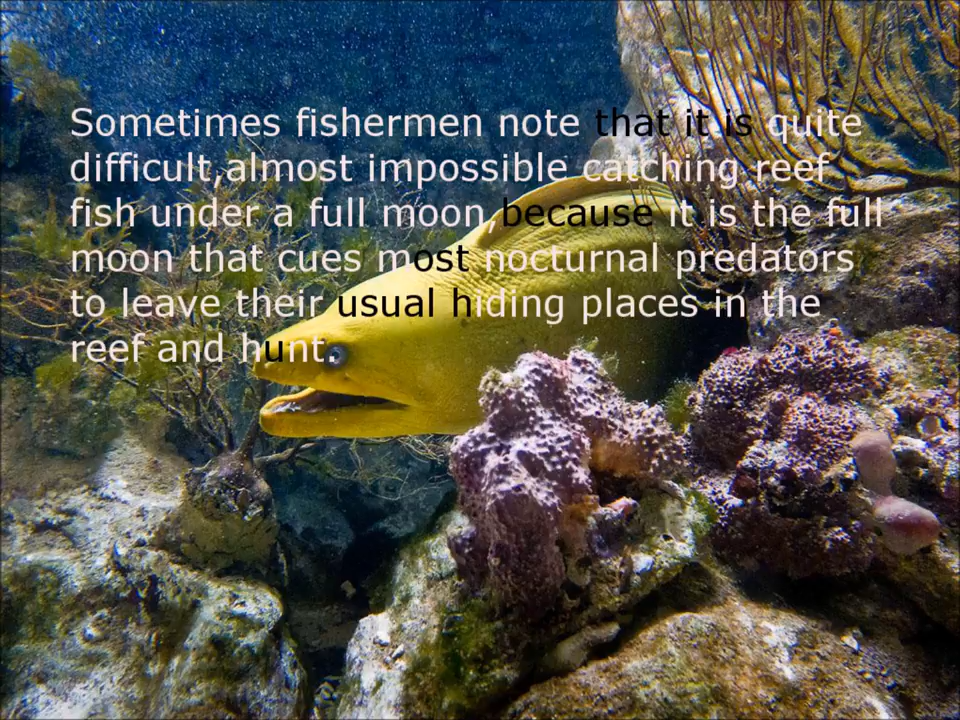 Sometimes fishermen note that it is quite
difficult,almost impossible catching reef
fish under a full moon,because it is the full
moon that cues most nocturnal predators
to leave their usual hiding places in the
reef and hunt.